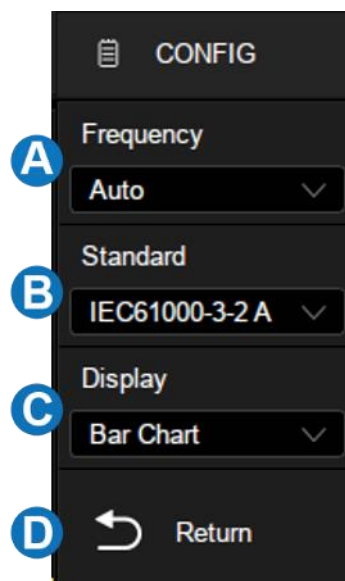 CONFIG
A
Frequency
Auto
B
Standard
IEC61000-3-2 A
C
Display
Bar Chart
D
Return